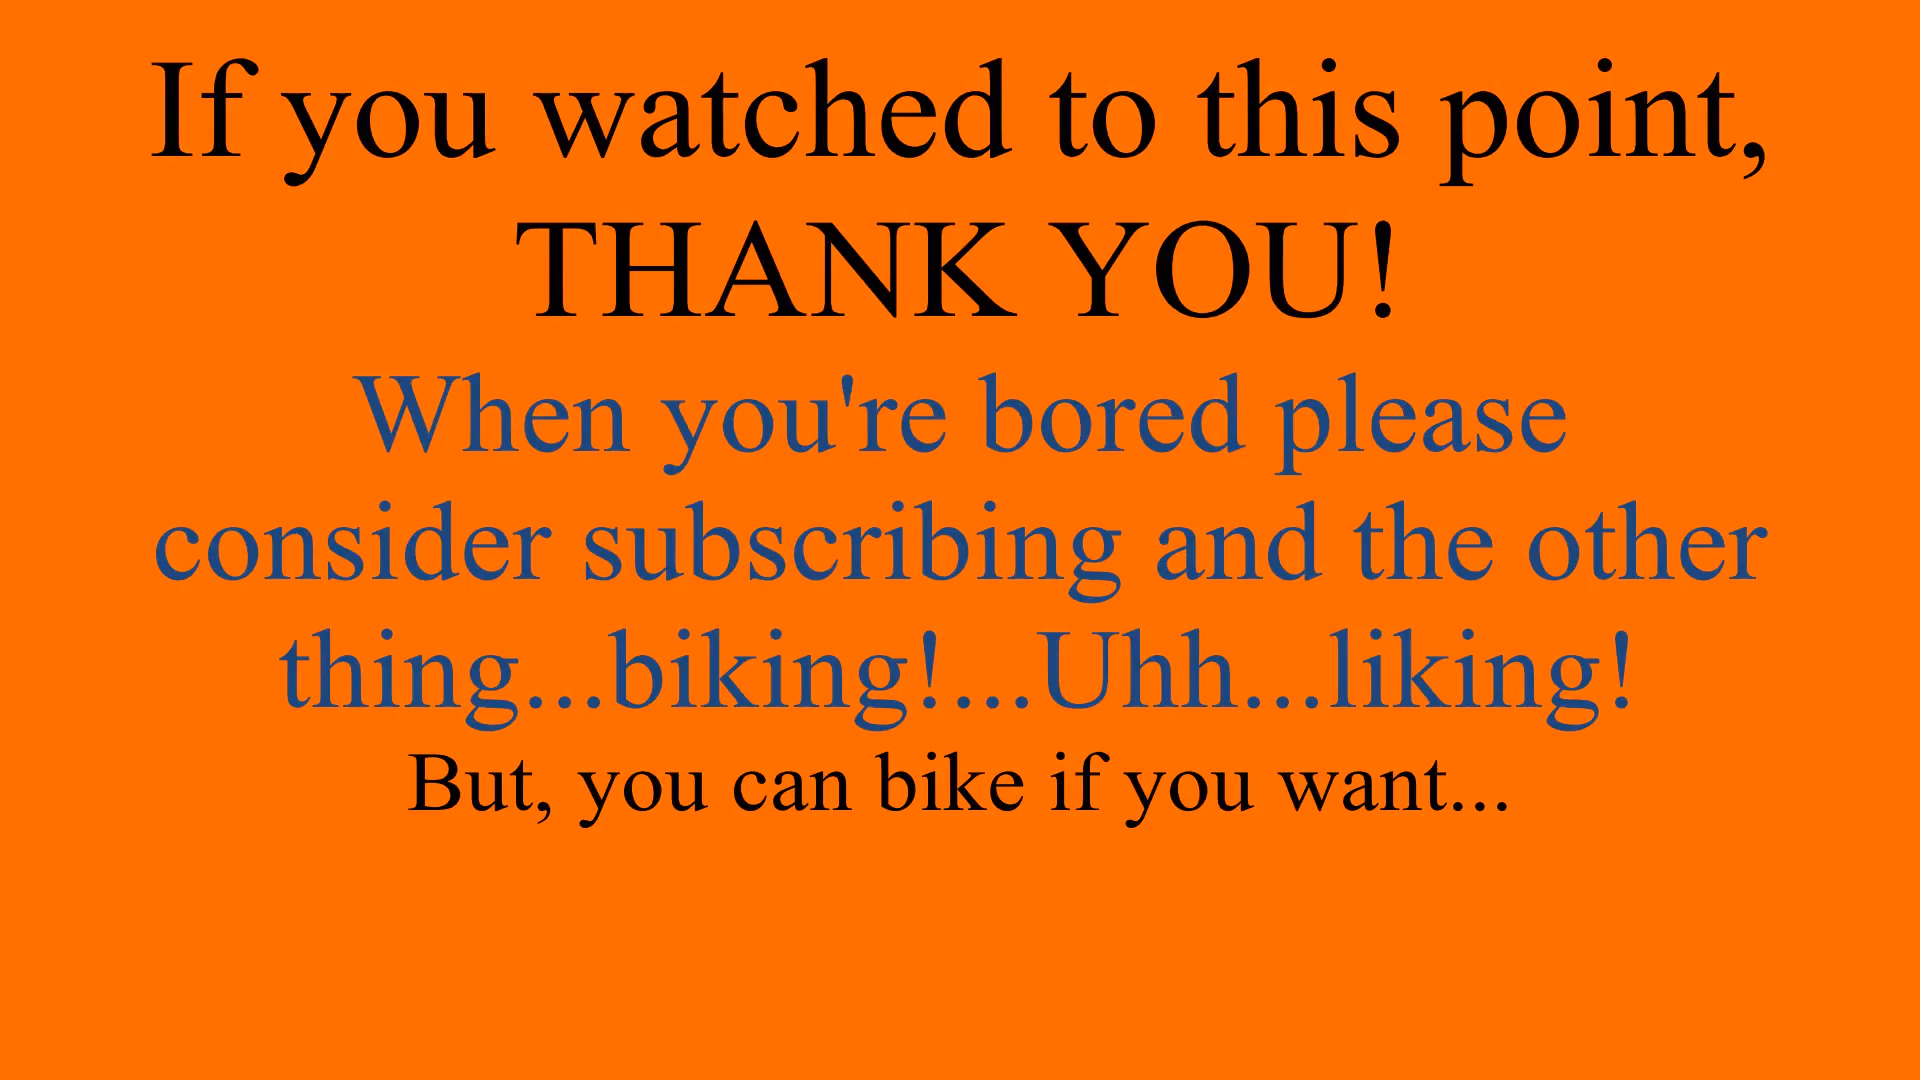 If you watched to this point,
THANK YOU!
When you're bored please
consider subscribing and the other
thing...biking!...Uhh...liking!
But, you can bike if you want...